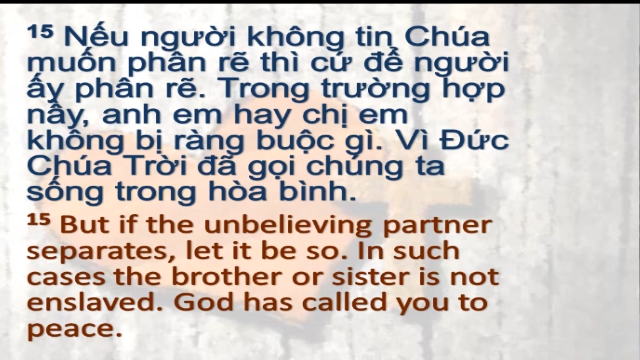 15 Nếu người không tin Chúa
muốn phân rẽ thì cứ để người
ấy phân rẽ. Trong trường hợp
nầy, anh em hay chị em
không bị ràng buộc gì. Vì Đức
Chúa Trời đã gọi chúng ta
sống trong hòa bình.
15 But if the unbelieving partner
separates, let it be so. In such
cases the brother or sister is not
enslaved. God has called you to
peace.